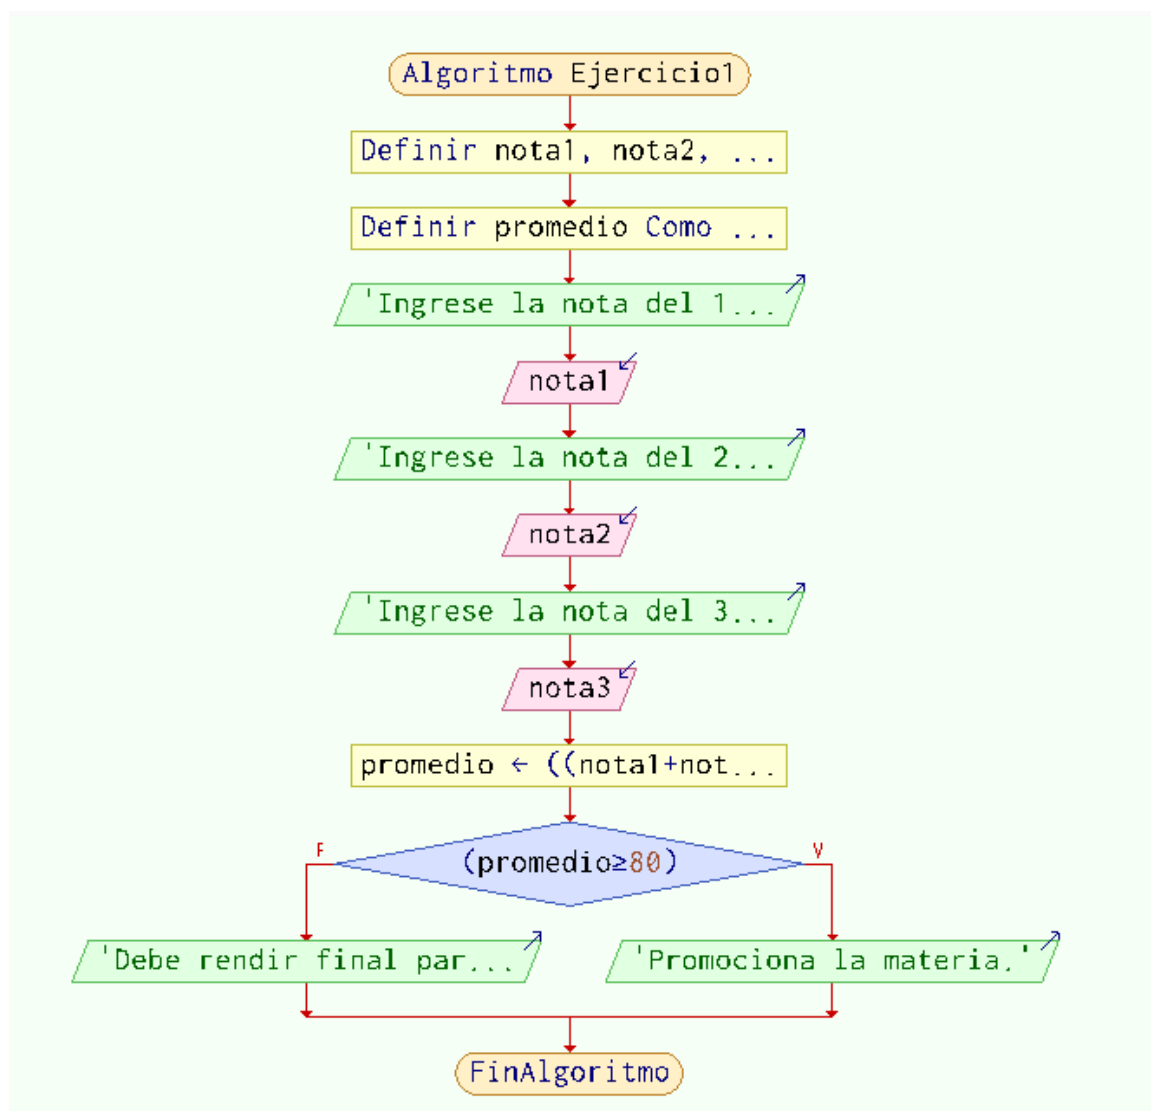 Algoritmo Ejercicio1
Definir nota1, nota2, ...
Definir promedio Como ...
'Ingrese la nota del 1...
nota1
'Ingrese la nota del 2...
nota2
'Ingrese la nota del 3...
nota3
promedio ← ((nota1+not...
F
(promedio≥80)
V
'Debe rendir final par...
'Promociona la materia.'
FinAlgoritmo